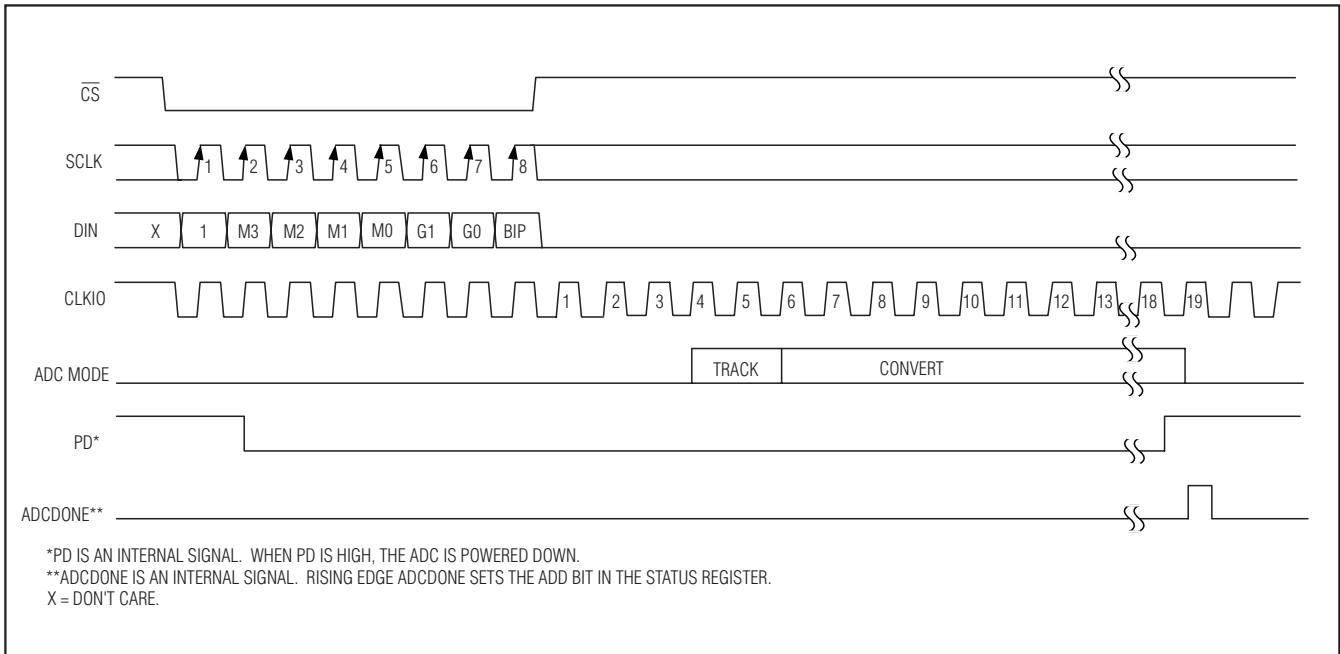 CS
SCLK
1 2 3 4 5 6 7 8
DIN
X 1 M3 M2 M1 M0 G1 G0 BIP
CLKIO
1 2 3 4 5 6 7 8 9 10 11 12 13 18 19
ADC MODE
TRACK CONVERT
PD*
ADCDONE**
*PD IS AN INTERNAL SIGNAL. WHEN PD IS HIGH, THE ADC IS POWERED DOWN.
**ADCDONE IS AN INTERNAL SIGNAL. RISING EDGE ADCDONE SETS THE ADD BIT IN THE STATUS REGISTER.
X = DON'T CARE.